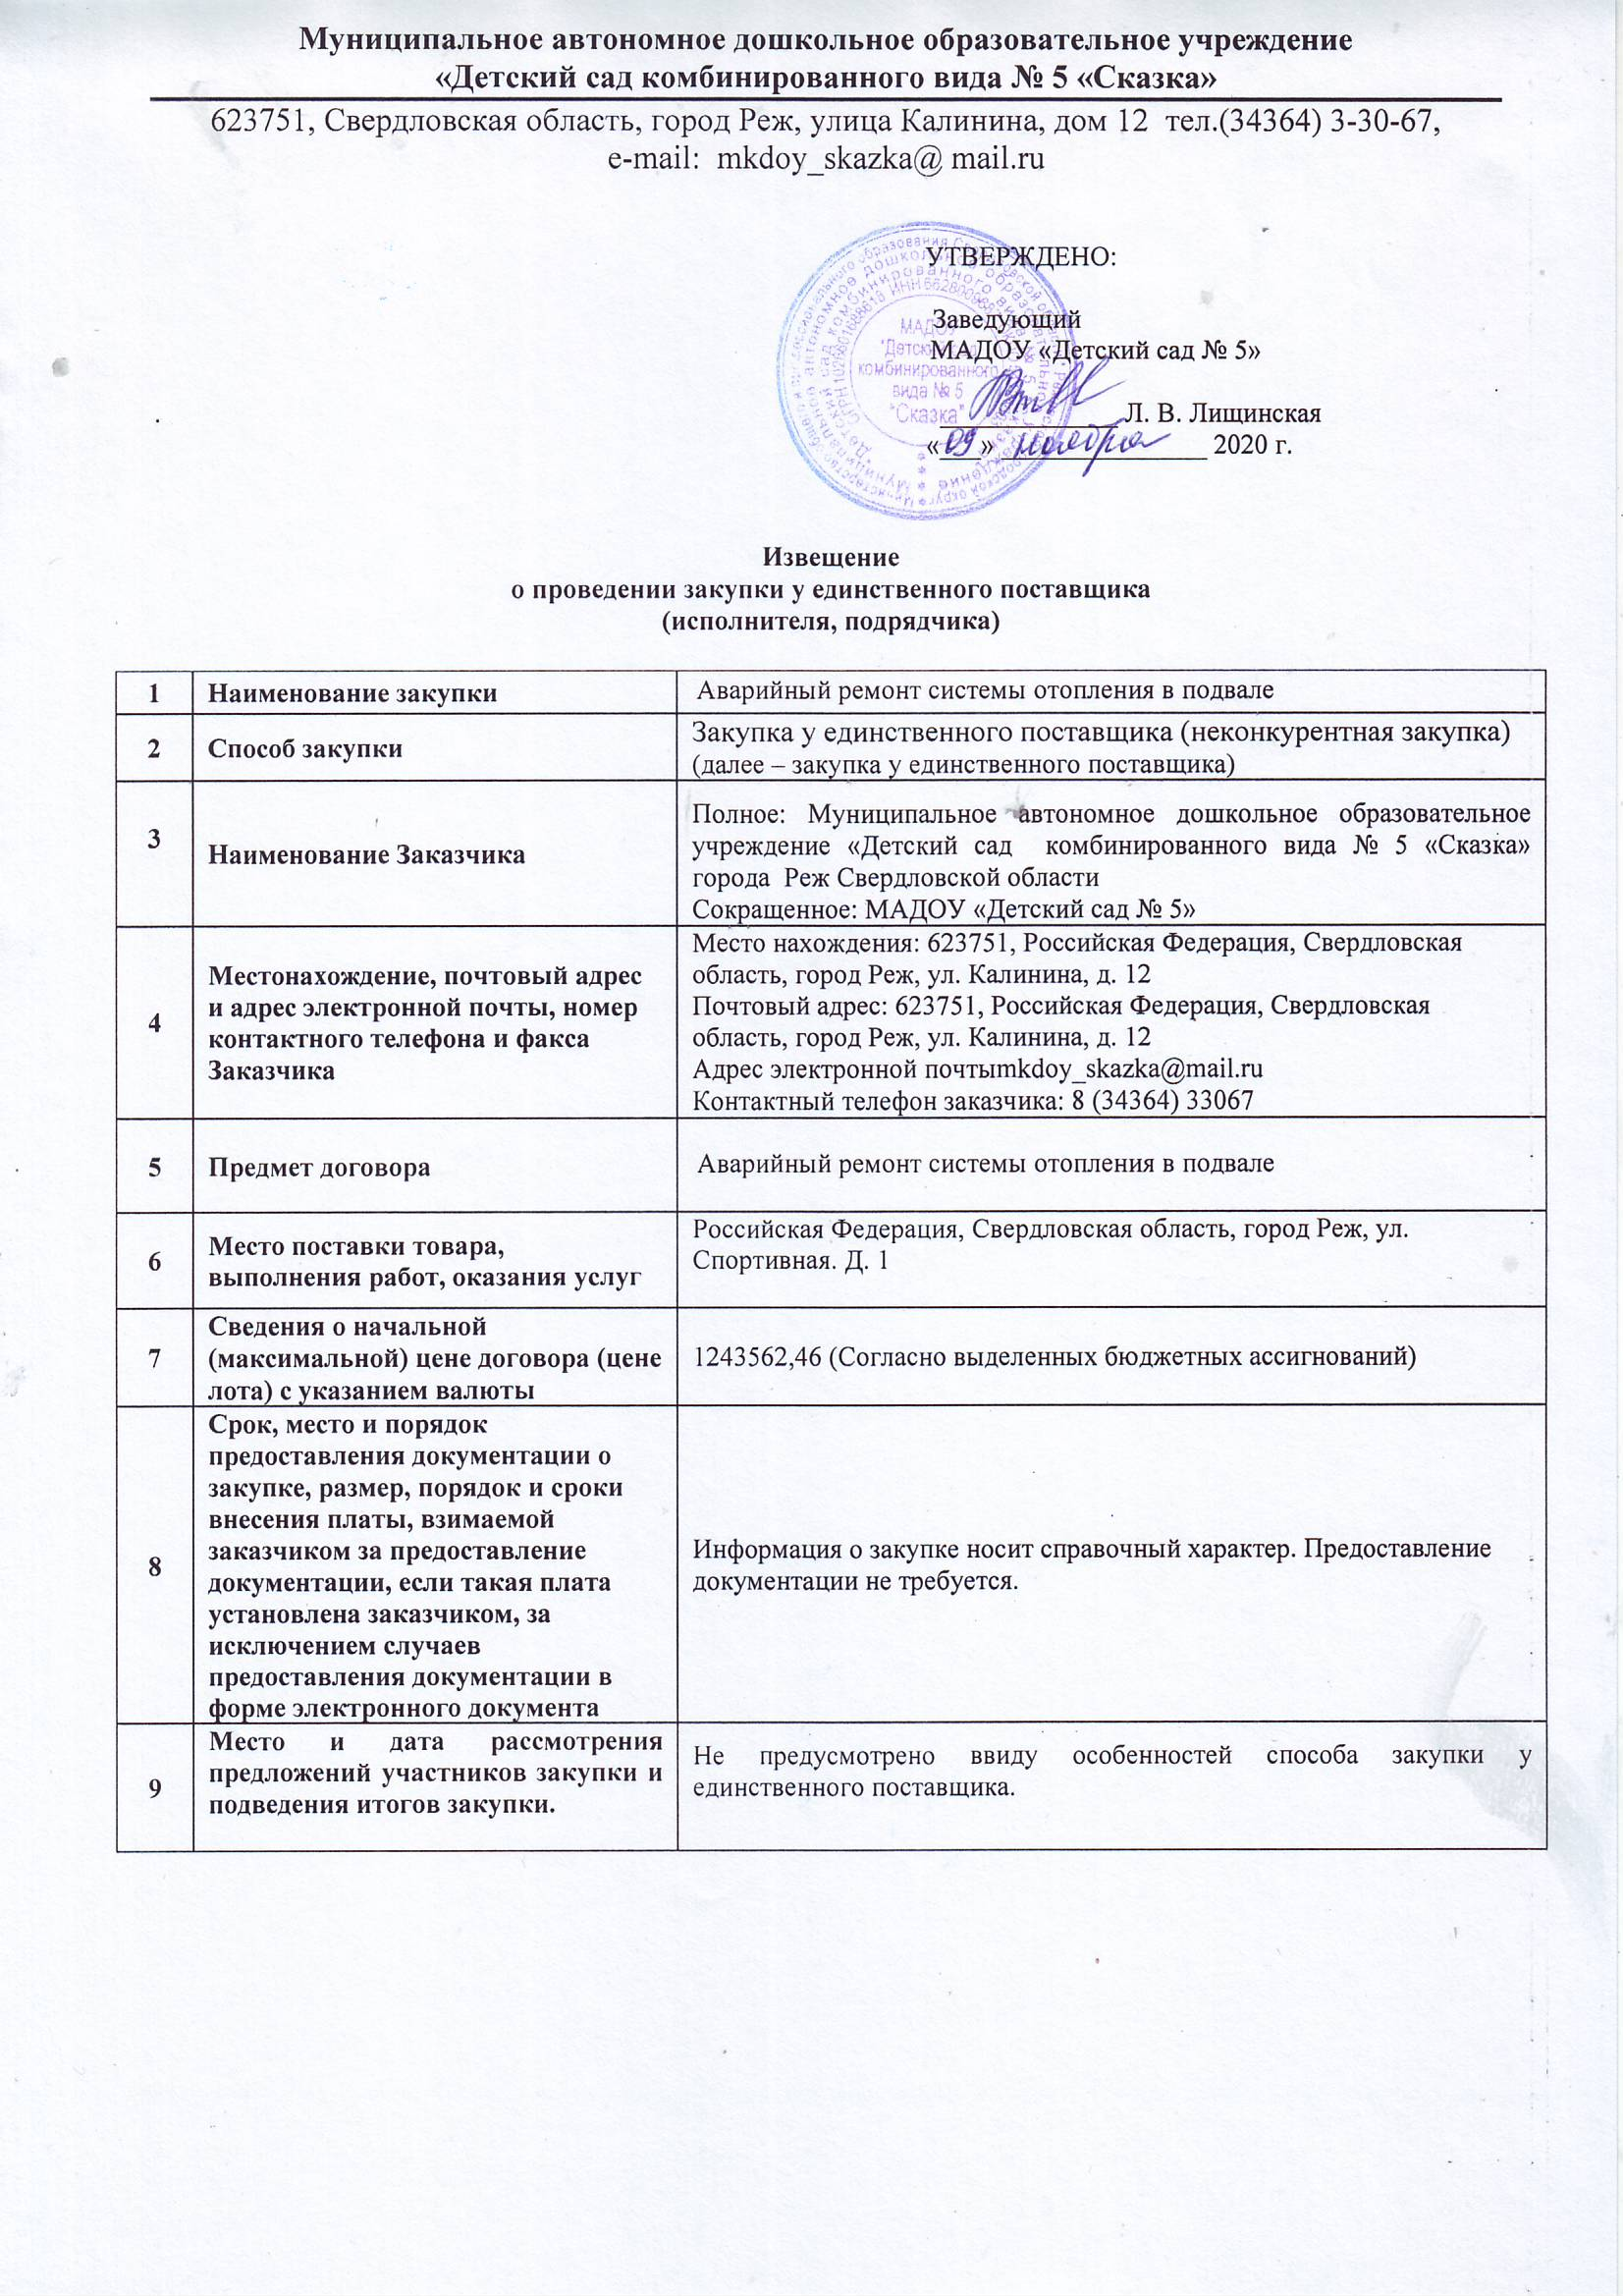 Муниципальное автономное дошкольное образовательное учреждение
«Детский сад комбинированного вида № 5 «Сказка»
623751, Свердловская область, город Реж, улица Калинина, дом 12 тел.(34364) 3-30-67,
e-mail: mkdoy_skazka@ mail.ru
УТВЕРЖДЕНО:
Заведующий
МАДОУ «Детский сад № 5»
Л. В. Лищинская
«09» ноября 2020 г.
МАДОУ
"Детский сад
комбинированного
вида № 5
"Сказка"
Извещение
о проведении закупки у единственного поставщика
(исполнителя, подрядчика)
1 Наименование закупки Аварийный ремонт системы отопления в подвале
2 Способ закупки
Закупка у единственного поставщика (неконкурентная закупка)
(далее – закупка у единственного поставщика)
3 Наименование Заказчика
Полное: Муниципальное автономное дошкольное образовательное
учреждение «Детский сад комбинированного вида № 5 «Сказка»
города Реж Свердловской области
Сокращенное: МАДОУ «Детский сад № 5»
4
Местонахождение, почтовый адрес
и адрес электронной почты, номер
контактного телефона и факса
Заказчика
Место нахождения: 623751, Российская Федерация, Свердловская
область, город Реж, ул. Калинина, д. 12
Почтовый адрес: 623751, Российская Федерация, Свердловская
область, город Реж, ул. Калинина, д. 12
Адрес электронной почтыmkdoy_skazka@mail.ru
Контактный телефон заказчика: 8 (34364) 33067
5 Предмет договора Аварийный ремонт системы отопления в подвале
6
Место поставки товара,
выполнения работ, оказания услуг
Российская Федерация, Свердловская область, город Реж, ул.
Спортивная. Д. 1
7
Сведения о начальной
(максимальной) цене договора (цене
лота) с указанием валюты
1243562,46 (Согласно выделенных бюджетных ассигнований)
8
Срок, место и порядок
предоставления документации о
закупке, размер, порядок и сроки
внесения платы, взимаемой
заказчиком за предоставление
документации, если такая плата
установлена заказчиком, за
исключением случаев
предоставления документации в
форме электронного документа
Информация о закупке носит справочный характер. Предоставление
документации не требуется.
9
Место и дата рассмотрения
предложений участников закупки и
подведения итогов закупки.
Не предусмотрено ввиду особенностей способа закупки у
единственного поставщика.